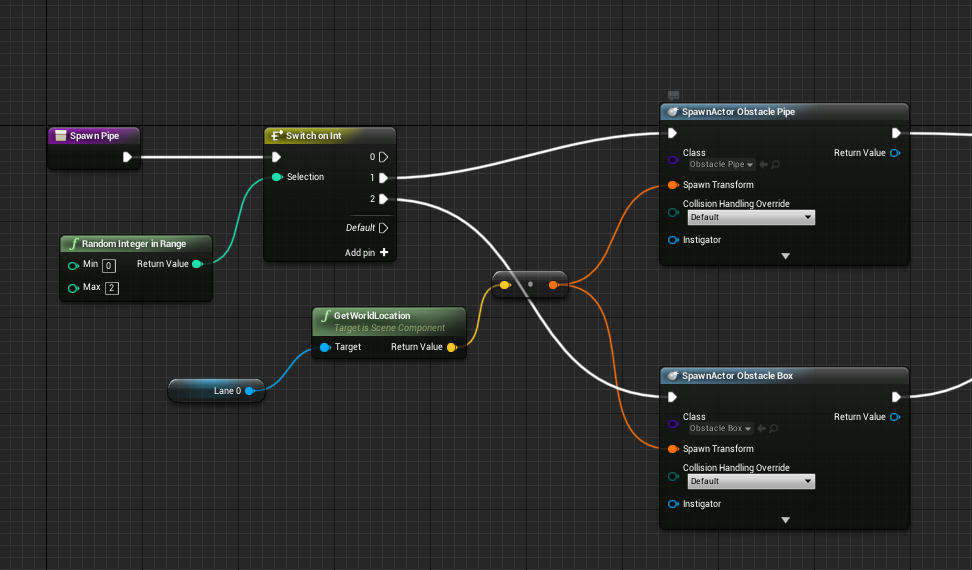 SpawnActor Obstacle Pipe
Spawn Pipe
Switch on Int
0
Class
Return Value
Obstacle Pipe
Selection
1
Spawn Transform
2
Collision Handling Override
Default
Default
Random Integer in Range
Instigator
Add pin
Min 0
Return Value
Max 2
GetWorldLocation
Target is Scene Component
Target
Return Value
SpawnActor Obstacle Box
Lane 0
Class
Return Value
Obstacle Box
Spawn Transform
Collision Handling Override
Default
Instigator